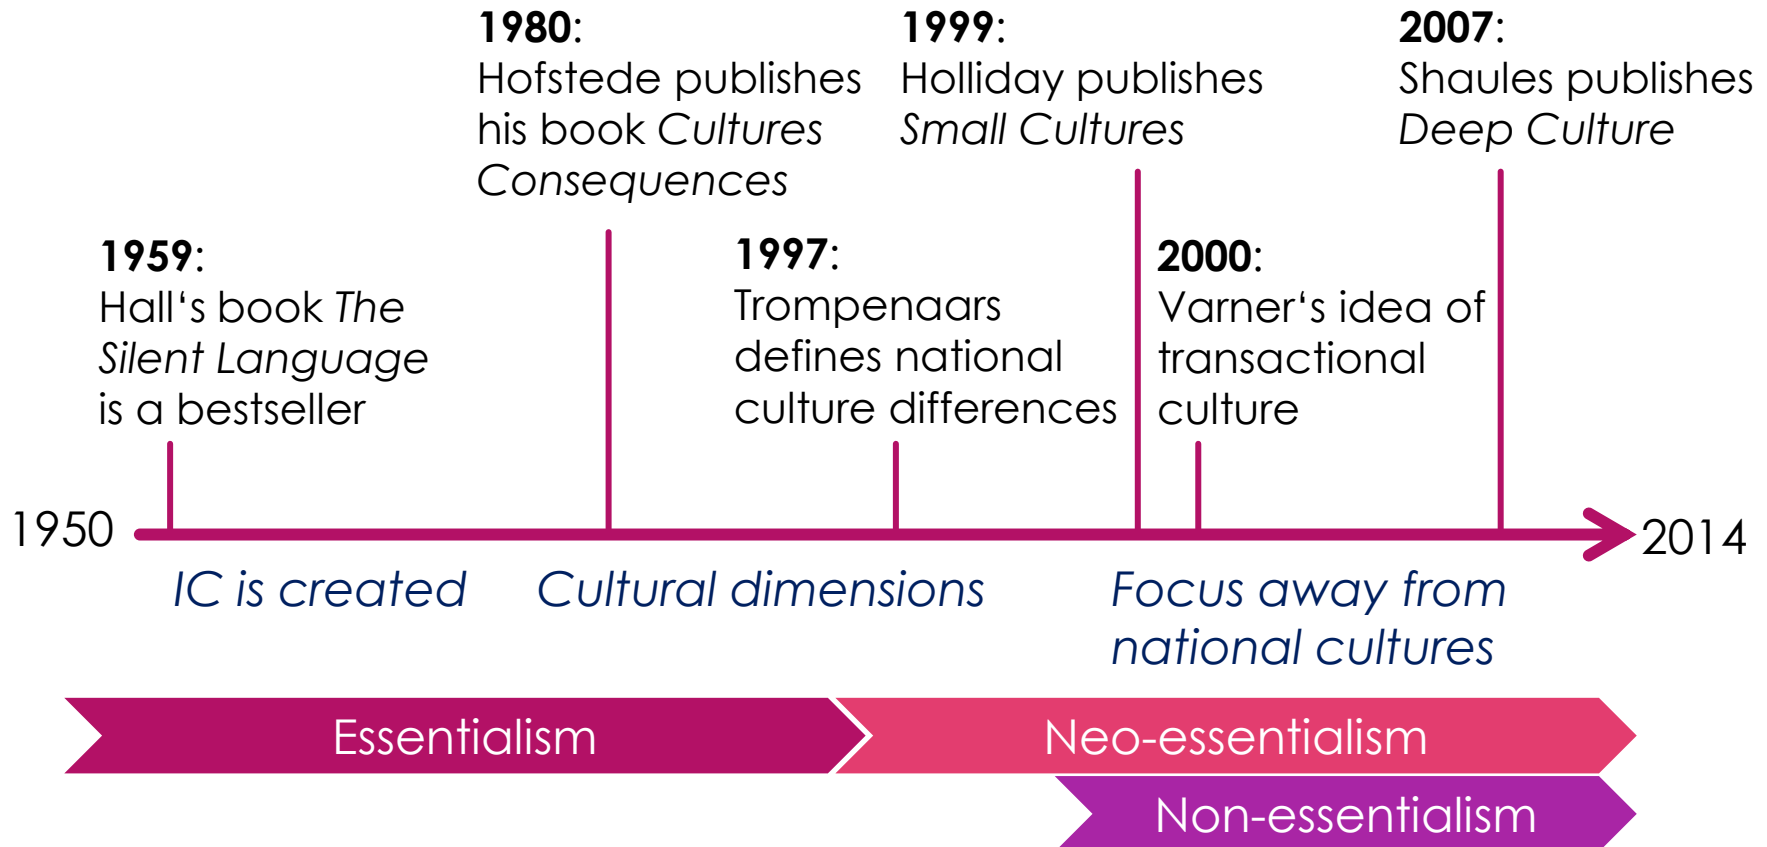 1980:
Hofstede publishes
his book Cultures
Consequences
1999:
Holliday publishes
Small Cultures
2007:
Shaules publishes
Deep Culture
1959:
Hall‘s book The
Silent Language
is a bestseller
1997:
Trompenaars
defines national
culture differences
2000:
Varner‘s idea of
transactional
culture
1950
2014
IC is created
Cultural dimensions
Focus away from
national cultures
Essentialism
Neo-essentialism
Non-essentialism